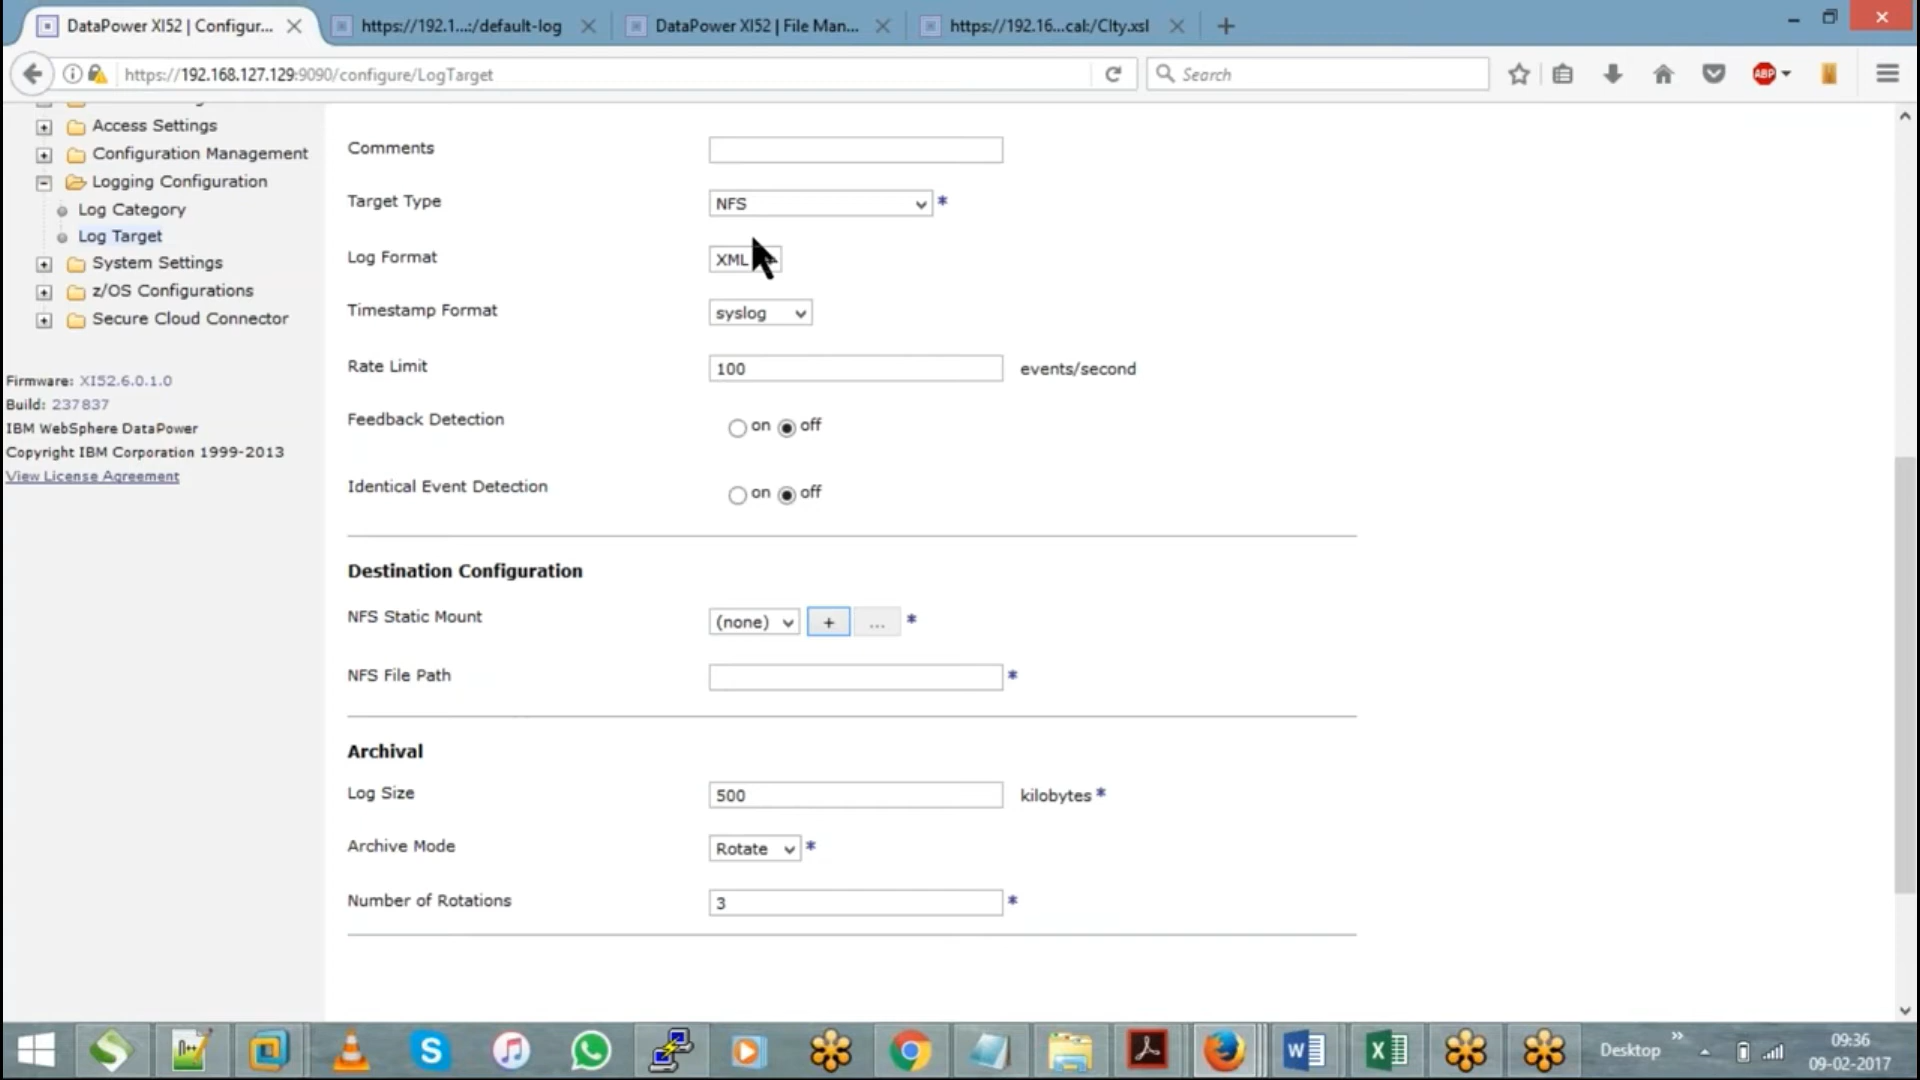 DataPower XI52 | Configur...
https://192.1....:/default-log
DataPower XI52 | File Man...
https://192.16...cal:/CIty.xsl
https://192.168.127.129:9090/configure/LogTarget
Search
ABP
Access Settings
Configuration Management
Logging Configuration
Log Category
Log Target
System Settings
z/OS Configurations
Secure Cloud Connector
Firmware: XI52.6.0.1.0
Build: 237837
IBM WebSphere DataPower
Copyright IBM Corporation 1999-2013
View License Agreement
Comments
Target Type NFS *
Log Format XML
Timestamp Format syslog
Rate Limit 100 events/second
Feedback Detection on off
Identical Event Detection on off
Destination Configuration
NFS Static Mount (none) + ... *
NFS File Path *
Archival
Log Size 500 kilobytes *
Archive Mode Rotate *
Number of Rotations 3 *
Desktop
09:36
09-02-2017